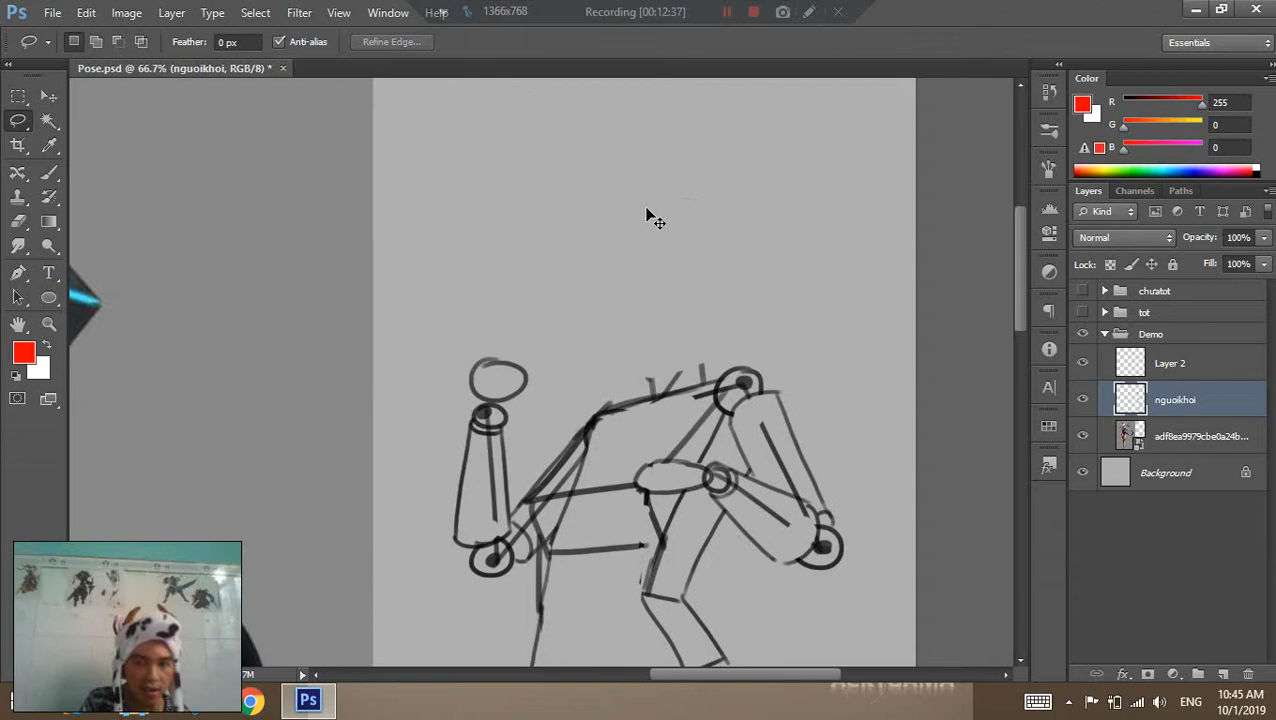 Ps File Edit Image Layer Type Select Filter View Window Help 1366x768 Recording [00:12:37]
Feather: 0 px Anti-alias Refine Edge... Essentials
Pose.psd @ 66.7% (nguoikhoi, RGB/8) *
Color
R 255
G 0
B 0
Layers Channels Paths
Kind
Normal Opacity: 100%
Lock: Fill: 100%
chuatot
tot
Demo
Layer 2
nguoikhoi
adf8ea9979cbe0a24b...
Background
Ps
ENG
10:45 AM
10/1/2019